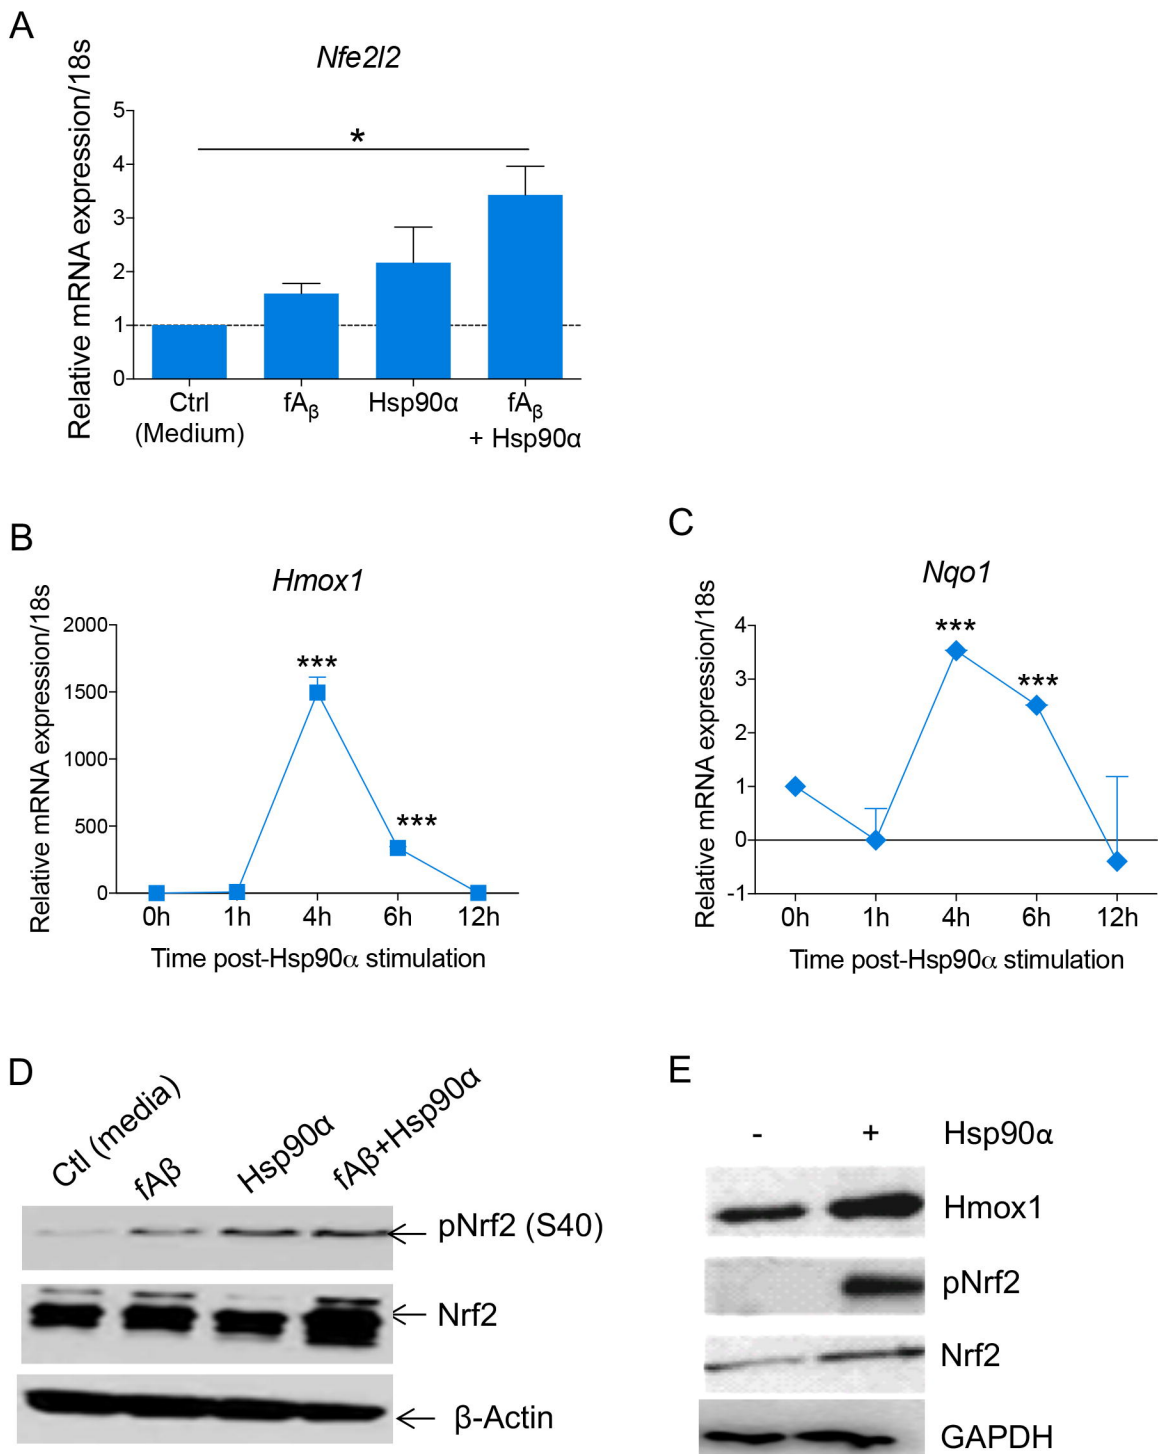 A
Nfe2l2
Relative mRNA expression/18s
5
4
3
2
1
0
*
Ctrl
(Medium)
fAβ
Hsp90α
fAβ
+ Hsp90α
B
Hmox1
Relative mRNA expression/18s
2000
1500
1000
500
0
***
***
0h 1h 4h 6h 12h
Time post-Hsp90α stimulation
C
Nqo1
Relative mRNA expression/18s
4
3
2
1
0
-1
***
***
0h 1h 4h 6h 12h
Time post-Hsp90α stimulation
D
Ctl (media)
fAβ
Hsp90α
fAβ+Hsp90α
pNrf2 (S40)
Nrf2
β-Actin
E
- + Hsp90α
Hmox1
pNrf2
Nrf2
GAPDH